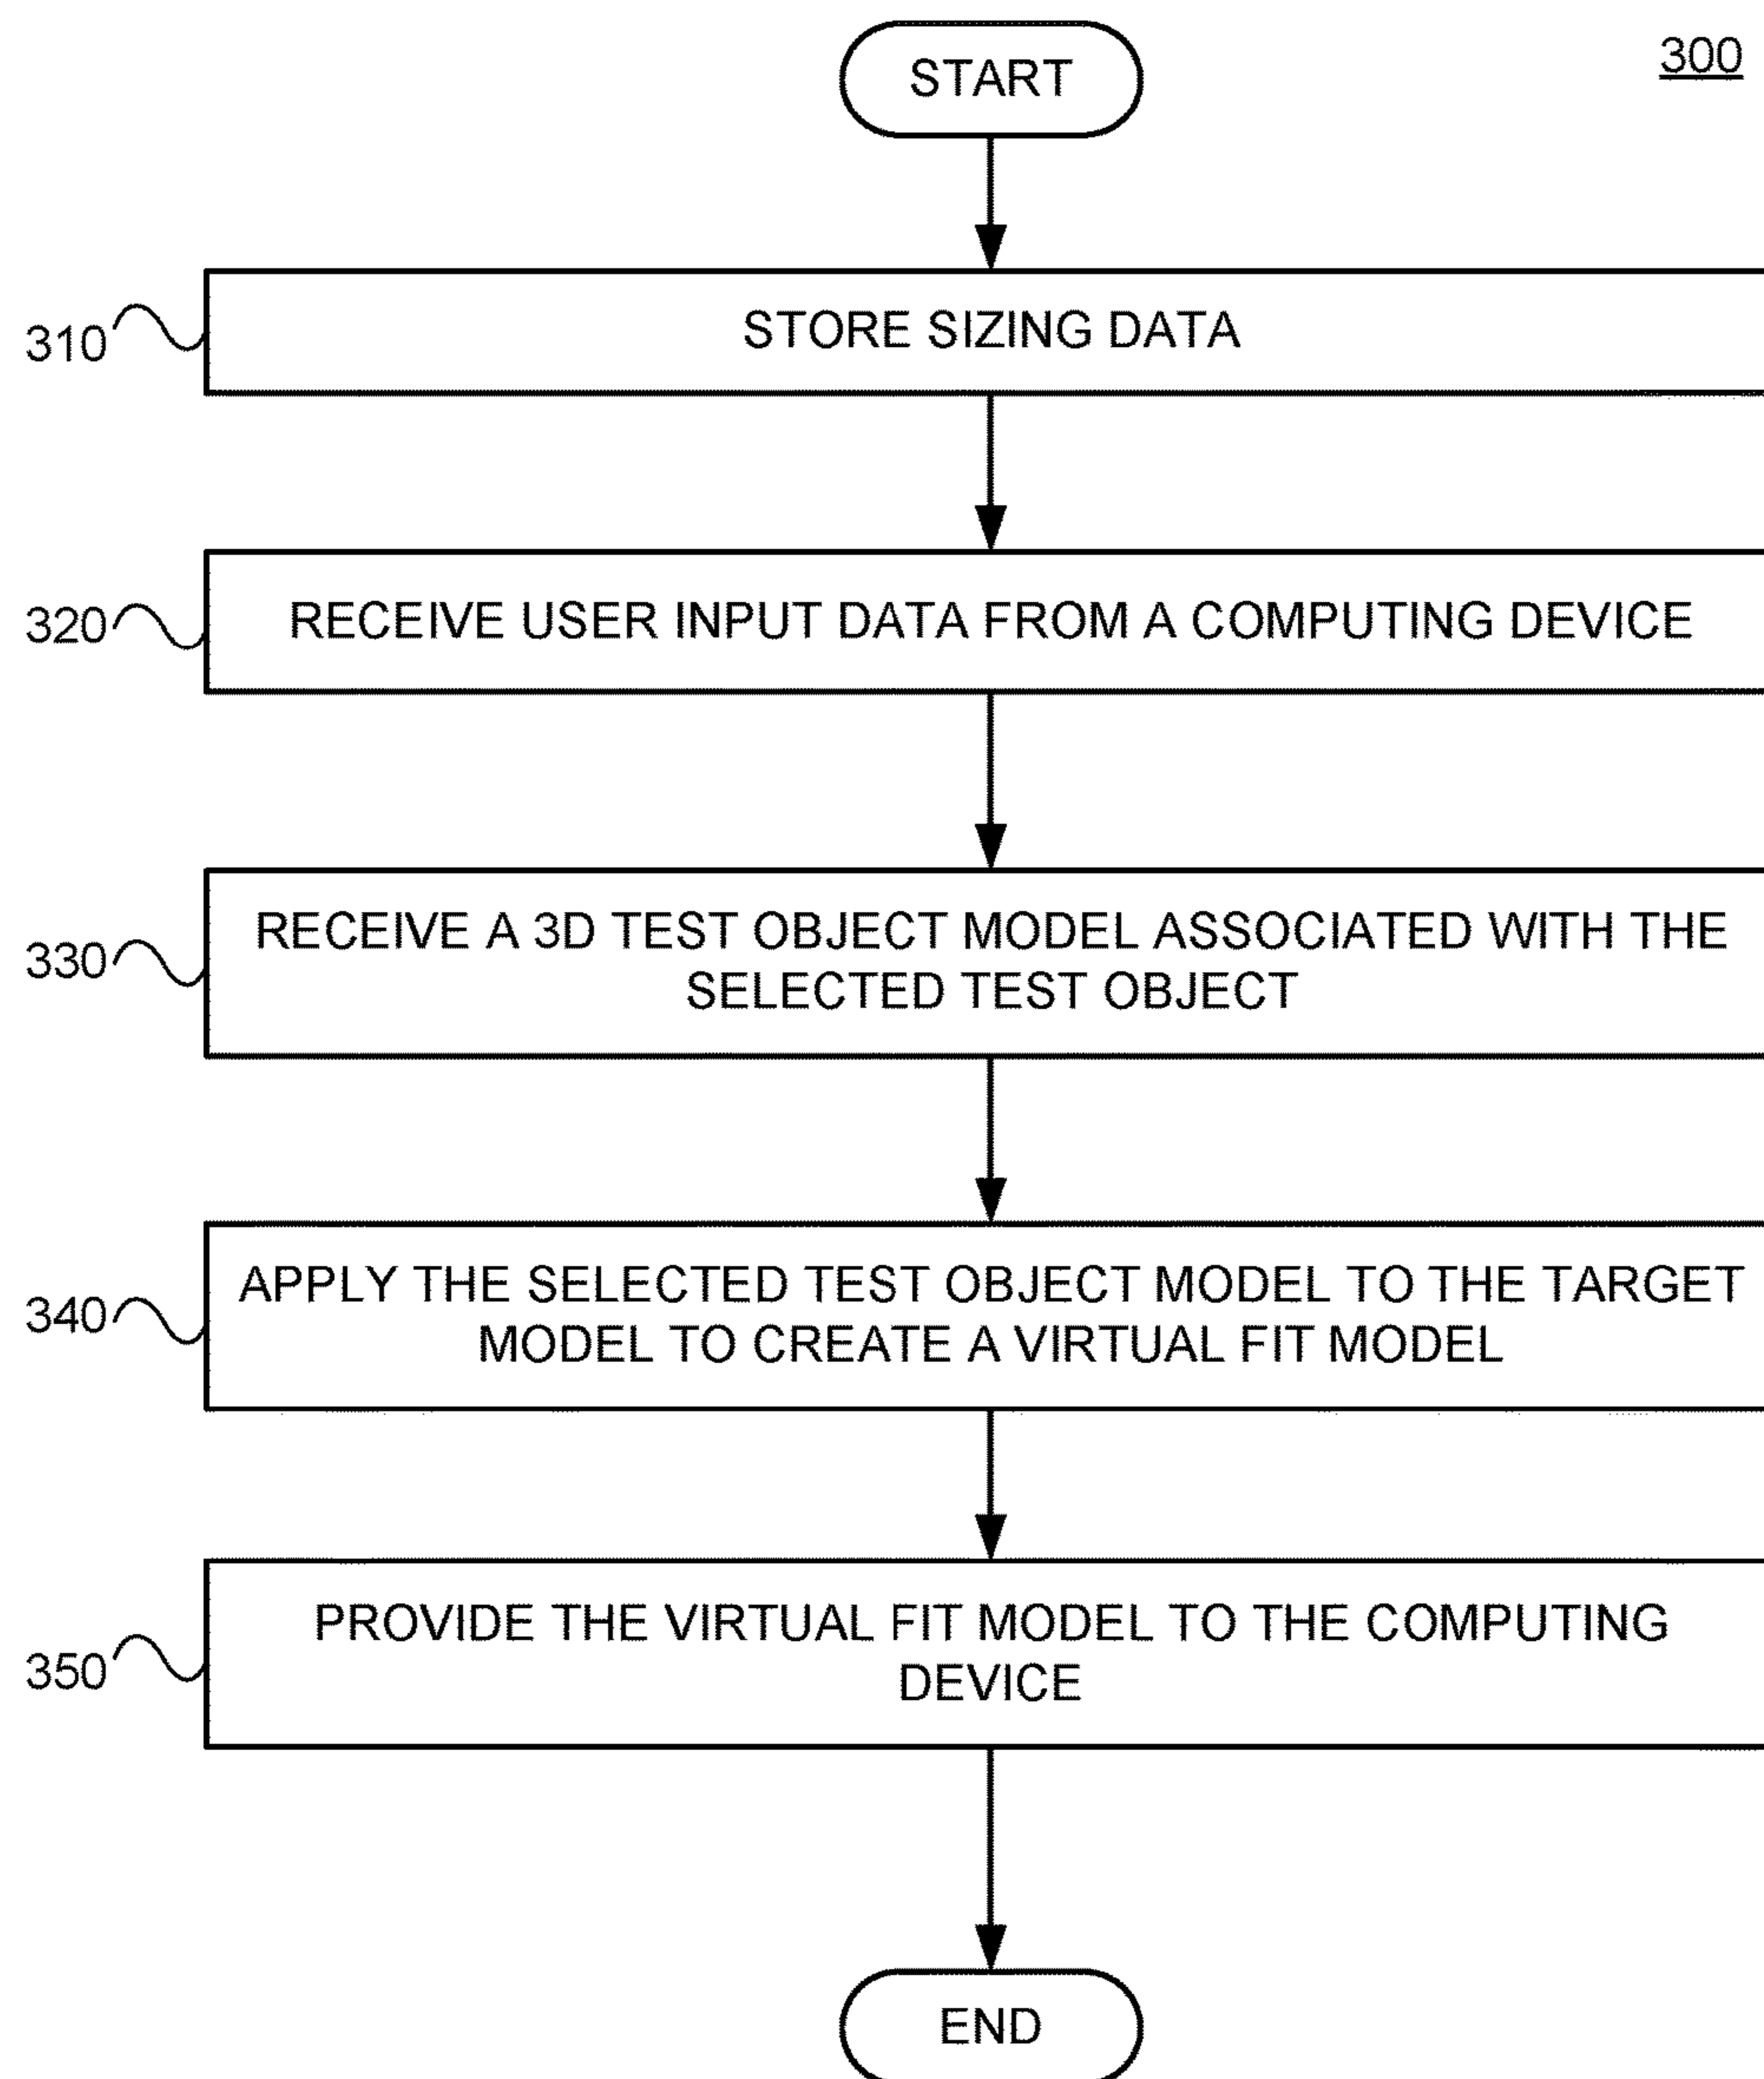 START
300
310
STORE SIZING DATA
320
RECEIVE USER INPUT DATA FROM A COMPUTING DEVICE
330
RECEIVE A 3D TEST OBJECT MODEL ASSOCIATED WITH THE
SELECTED TEST OBJECT
340
APPLY THE SELECTED TEST OBJECT MODEL TO THE TARGET
MODEL TO CREATE A VIRTUAL FIT MODEL
350
PROVIDE THE VIRTUAL FIT MODEL TO THE COMPUTING
DEVICE
END